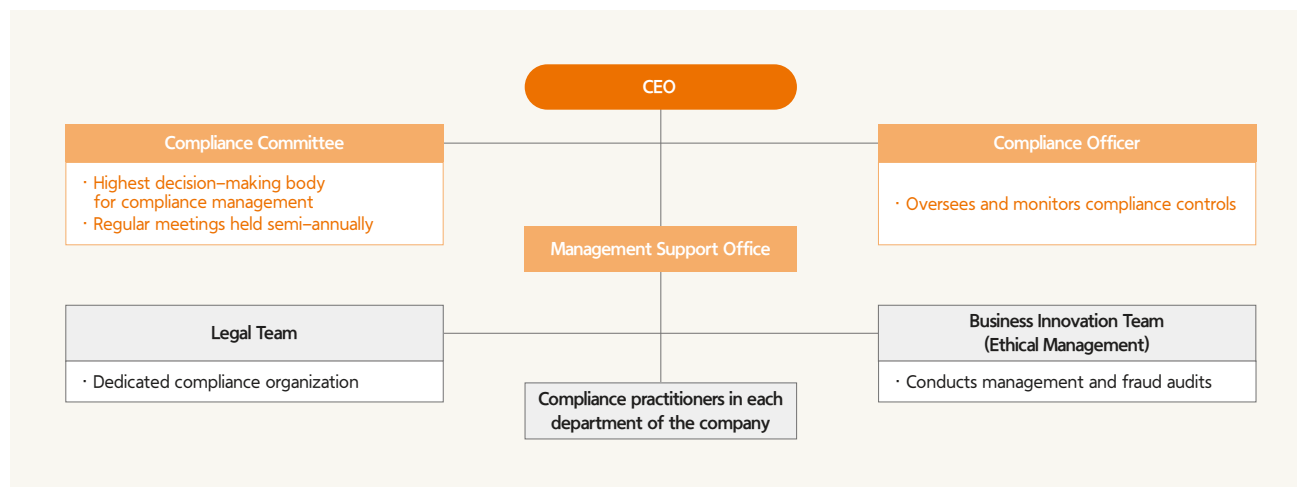 CEO
Compliance Committee
· Highest decision–making body
for compliance management
· Regular meetings held semi–annually
Compliance Officer
· Oversees and monitors compliance controls
Management Support Office
Legal Team
· Dedicated compliance organization
Business Innovation Team
(Ethical Management)
· Conducts management and fraud audits
Compliance practitioners in each
department of the company